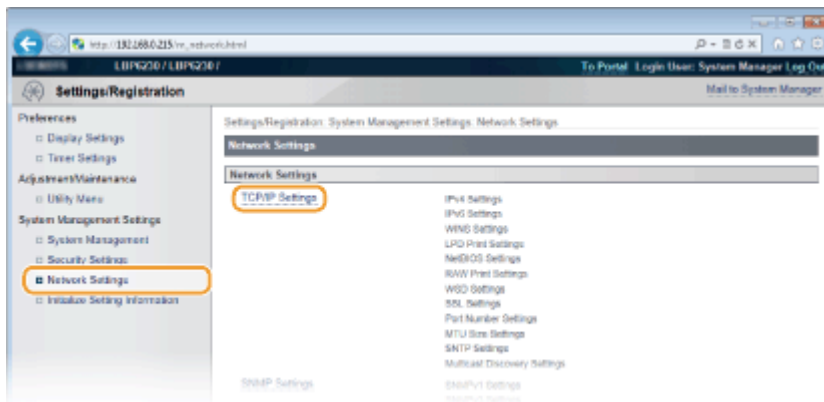 http://192.168.0.215/m_network.html
LBP6230 / LBP6230 /
To Portal Login User: System Manager Log Out
Settings/Registration
Mail to System Manager
Preferences
Display Settings
Timer Settings
Adjustment/Maintenance
Utility Menu
System Management Settings
System Management
Security Settings
Network Settings
Initialize Setting Information
Settings/Registration: System Management Settings: Network Settings
Network Settings
Network Settings
TCP/IP Settings
IPv4 Settings
IPv6 Settings
WINS Settings
LPD Print Settings
NetBIOS Settings
RAW Print Settings
WSD Settings
SSL Settings
Port Number Settings
MTU Size Settings
SNTP Settings
Multicast Discovery Settings
SNMP Settings
SNMPv1 Settings
SNMPv3 Settings